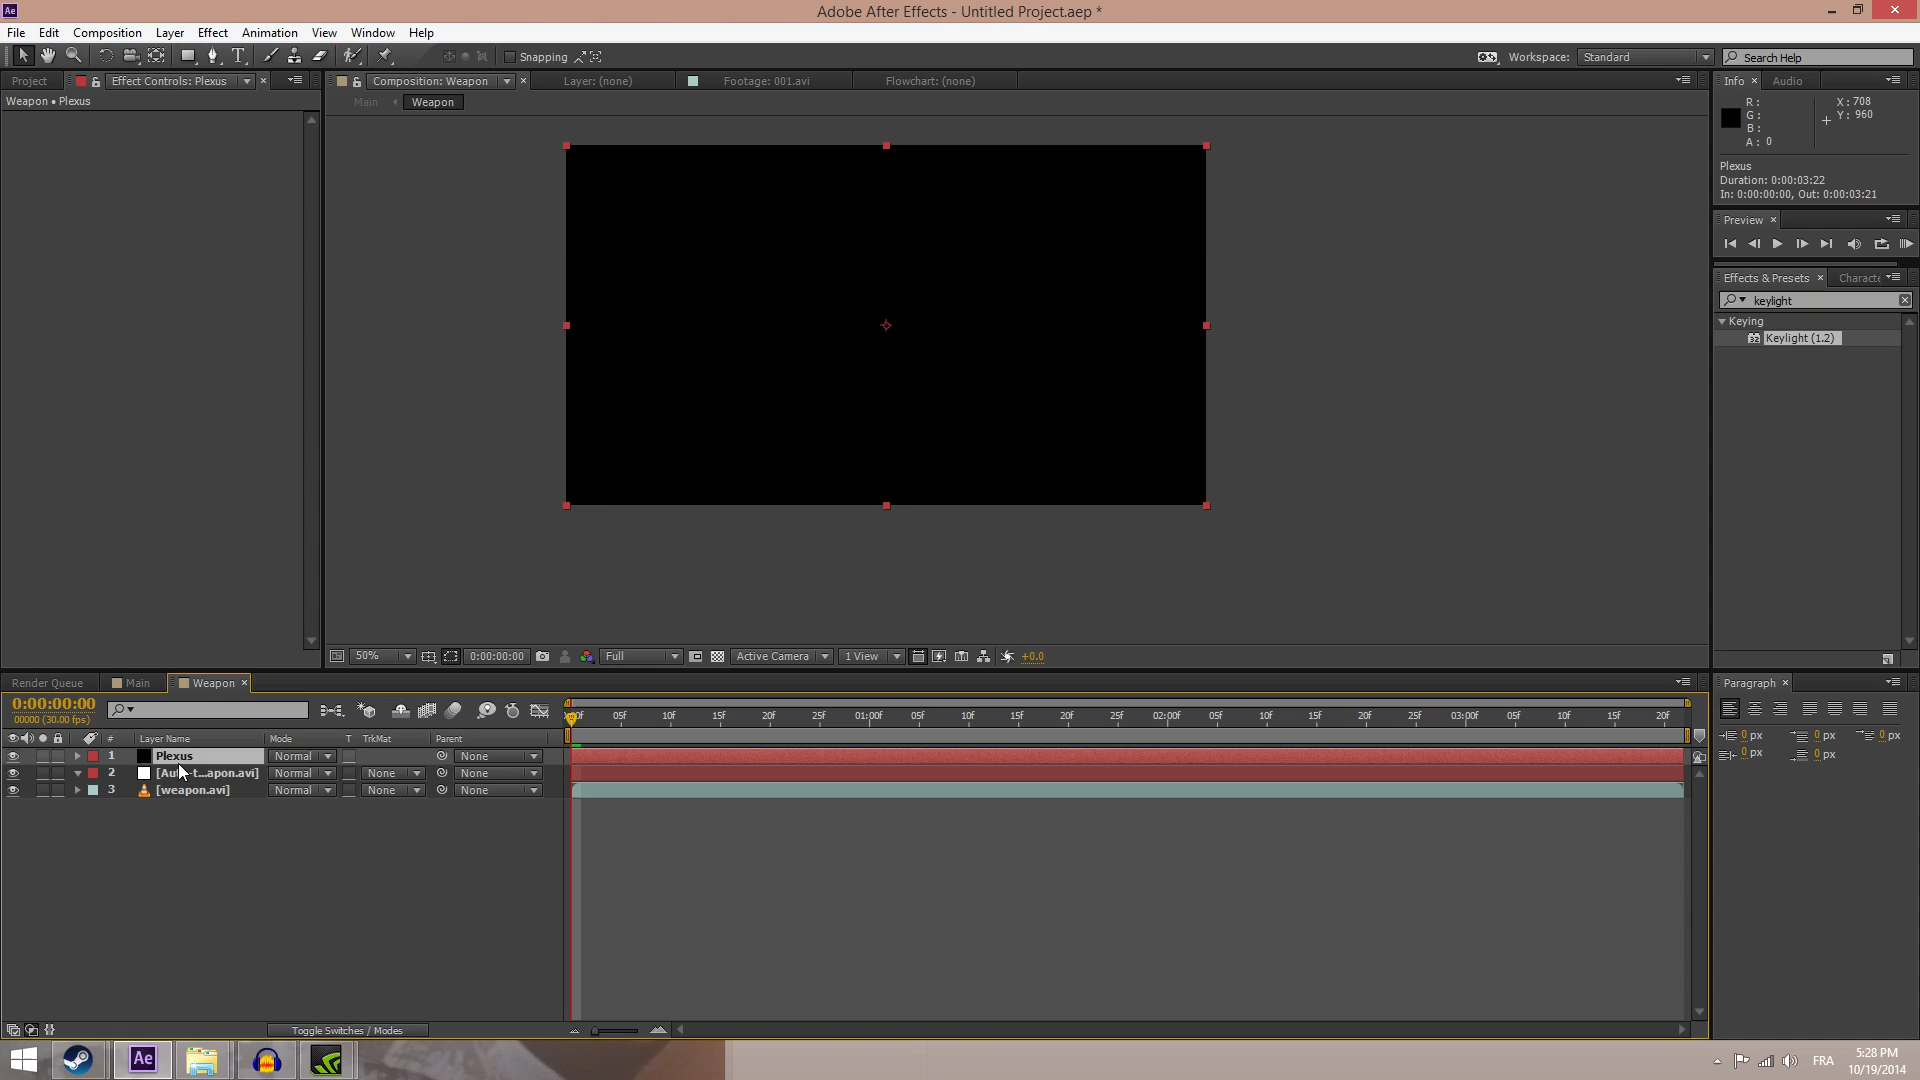 Adobe After Effects - Untitled Project.aep *
File Edit Composition Layer Effect Animation View Window Help
Snapping Workspace: Standard Search Help
Project Effect Controls: Plexus Composition: Weapon Layer: (none) Footage: 001.avi Flowchart: (none) Info Audio
Weapon • Plexus Main Weapon
R: G: B: A: 0
X: 708
Y: 960
Plexus
Duration: 0:00:03:22
In: 0:00:00:00, Out: 0:00:03:21
Preview
Effects & Presets Characte
keylight
Keying
Keylight (1.2)
50% 0:00:00:00 Full Active Camera 1 View +0.0
Render Queue Main Weapon Paragraph
0:00:00:00
00000 (30.00 fps)
05f 10f 15f 20f 25f 01:00f 05f 10f 15f 20f 25f 02:00f 05f 10f 15f 20f 25f 03:00f 05f 10f 15f 20f
# Layer Name Mode T TrkMat Parent
1 Plexus Normal None
2 [Au t...apon.avi] Normal None None
3 [weapon.avi] Normal None None
0 px 0 px 0 px
0 px 0 px
Toggle Switches / Modes
Ae FRA 5:28 PM
10/19/2014